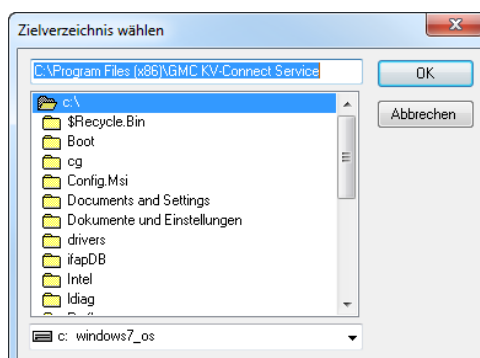 Zielverzeichnis wählen
C:\Program Files (x86)\GMC KV-Connect Service
OK
Abbrechen
c:\
$Recycle.Bin
Boot
cg
Config.Msi
Documents and Settings
Dokumente und Einstellungen
drivers
ifapDB
Intel
ldiag
c: windows7_os